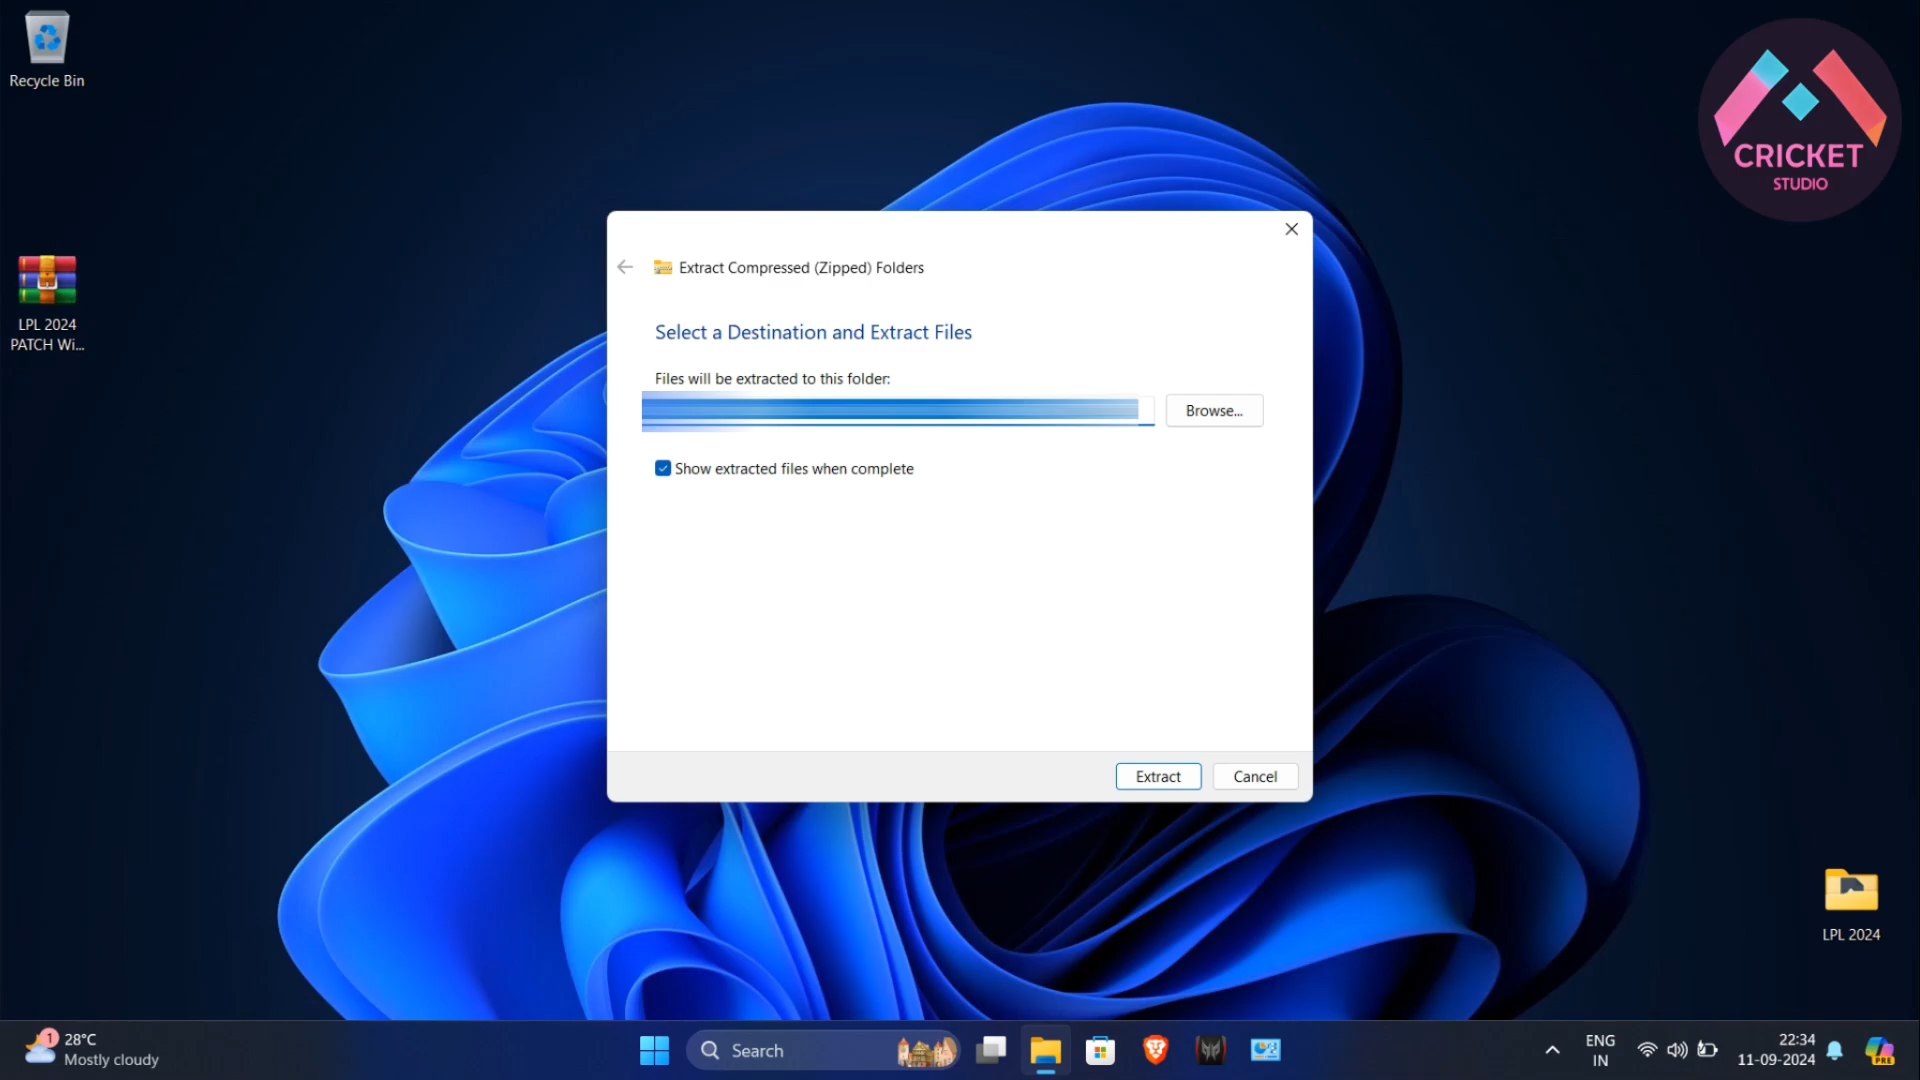 Recycle Bin
CRICKET
STUDIO
LPL 2024
PATCH Wi...
Extract Compressed (Zipped) Folders
Select a Destination and Extract Files
Files will be extracted to this folder:
Browse...
Show extracted files when complete
Extract
Cancel
LPL 2024
1
28°C
Mostly cloudy
Search
ENG
IN
22:34
11-09-2024
PRE